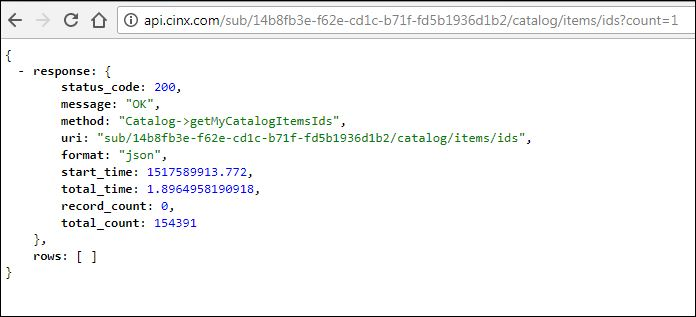 api.cinx.com/sub/14b8fb3e-f62e-cd1c-b71f-fd5b1936d1b2/catalog/items/ids?count=1
{
- response: {
status_code: 200,
message: "OK",
method: "Catalog->getMyCatalogItemsIds",
uri: "sub/14b8fb3e-f62e-cd1c-b71f-fd5b1936d1b2/catalog/items/ids",
format: "json",
start_time: 1517589913.772,
total_time: 1.8964958190918,
record_count: 0,
total_count: 154391
},
rows: [ ]
}